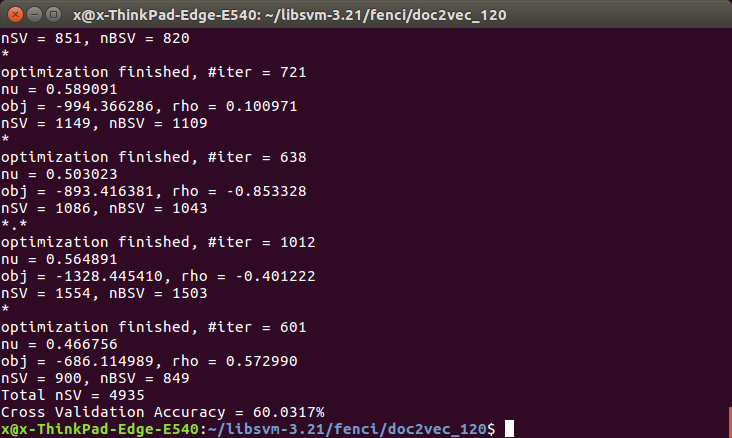 x@x-ThinkPad-Edge-E540: ~/libsvm-3.21/fenci/doc2vec_120
nSV = 851, nBSV = 820
*
optimization finished, #iter = 721
nu = 0.589091
obj = -994.366286, rho = 0.100971
nSV = 1149, nBSV = 1109
*
optimization finished, #iter = 638
nu = 0.503023
obj = -893.416381, rho = -0.853328
nSV = 1086, nBSV = 1043
*.*
optimization finished, #iter = 1012
nu = 0.564891
obj = -1328.445410, rho = -0.401222
nSV = 1554, nBSV = 1503
*
optimization finished, #iter = 601
nu = 0.466756
obj = -686.114989, rho = 0.572990
nSV = 900, nBSV = 849
Total nSV = 4935
Cross Validation Accuracy = 60.0317%
x@x-ThinkPad-Edge-E540:~/libsvm-3.21/fenci/doc2vec_120$